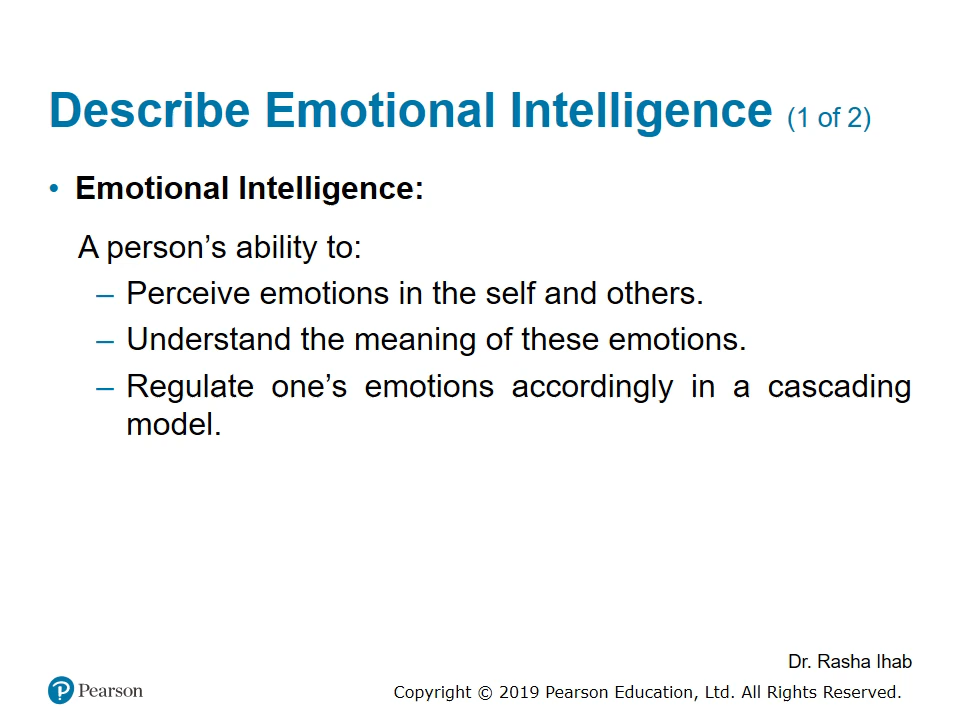 Describe Emotional Intelligence (1 of 2)
• Emotional Intelligence:
A person’s ability to:
– Perceive emotions in the self and others.
– Understand the meaning of these emotions.
– Regulate one’s emotions accordingly in a cascading
model.
Dr. Rasha Ihab
Pearson
Copyright © 2019 Pearson Education, Ltd. All Rights Reserved.